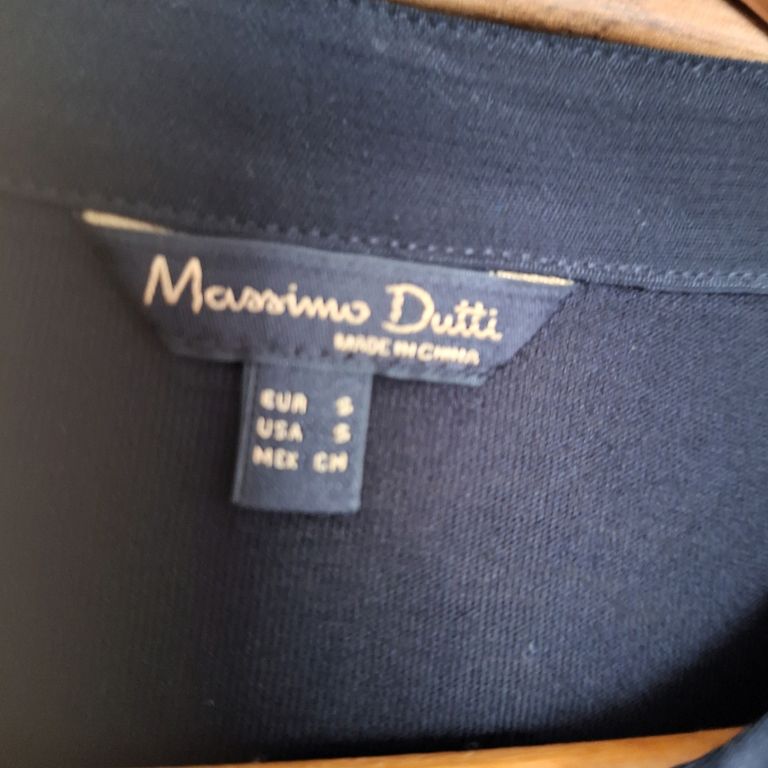 Massimo Dutti
MADE IN CHINA
EUR S
USA S
MEX CH